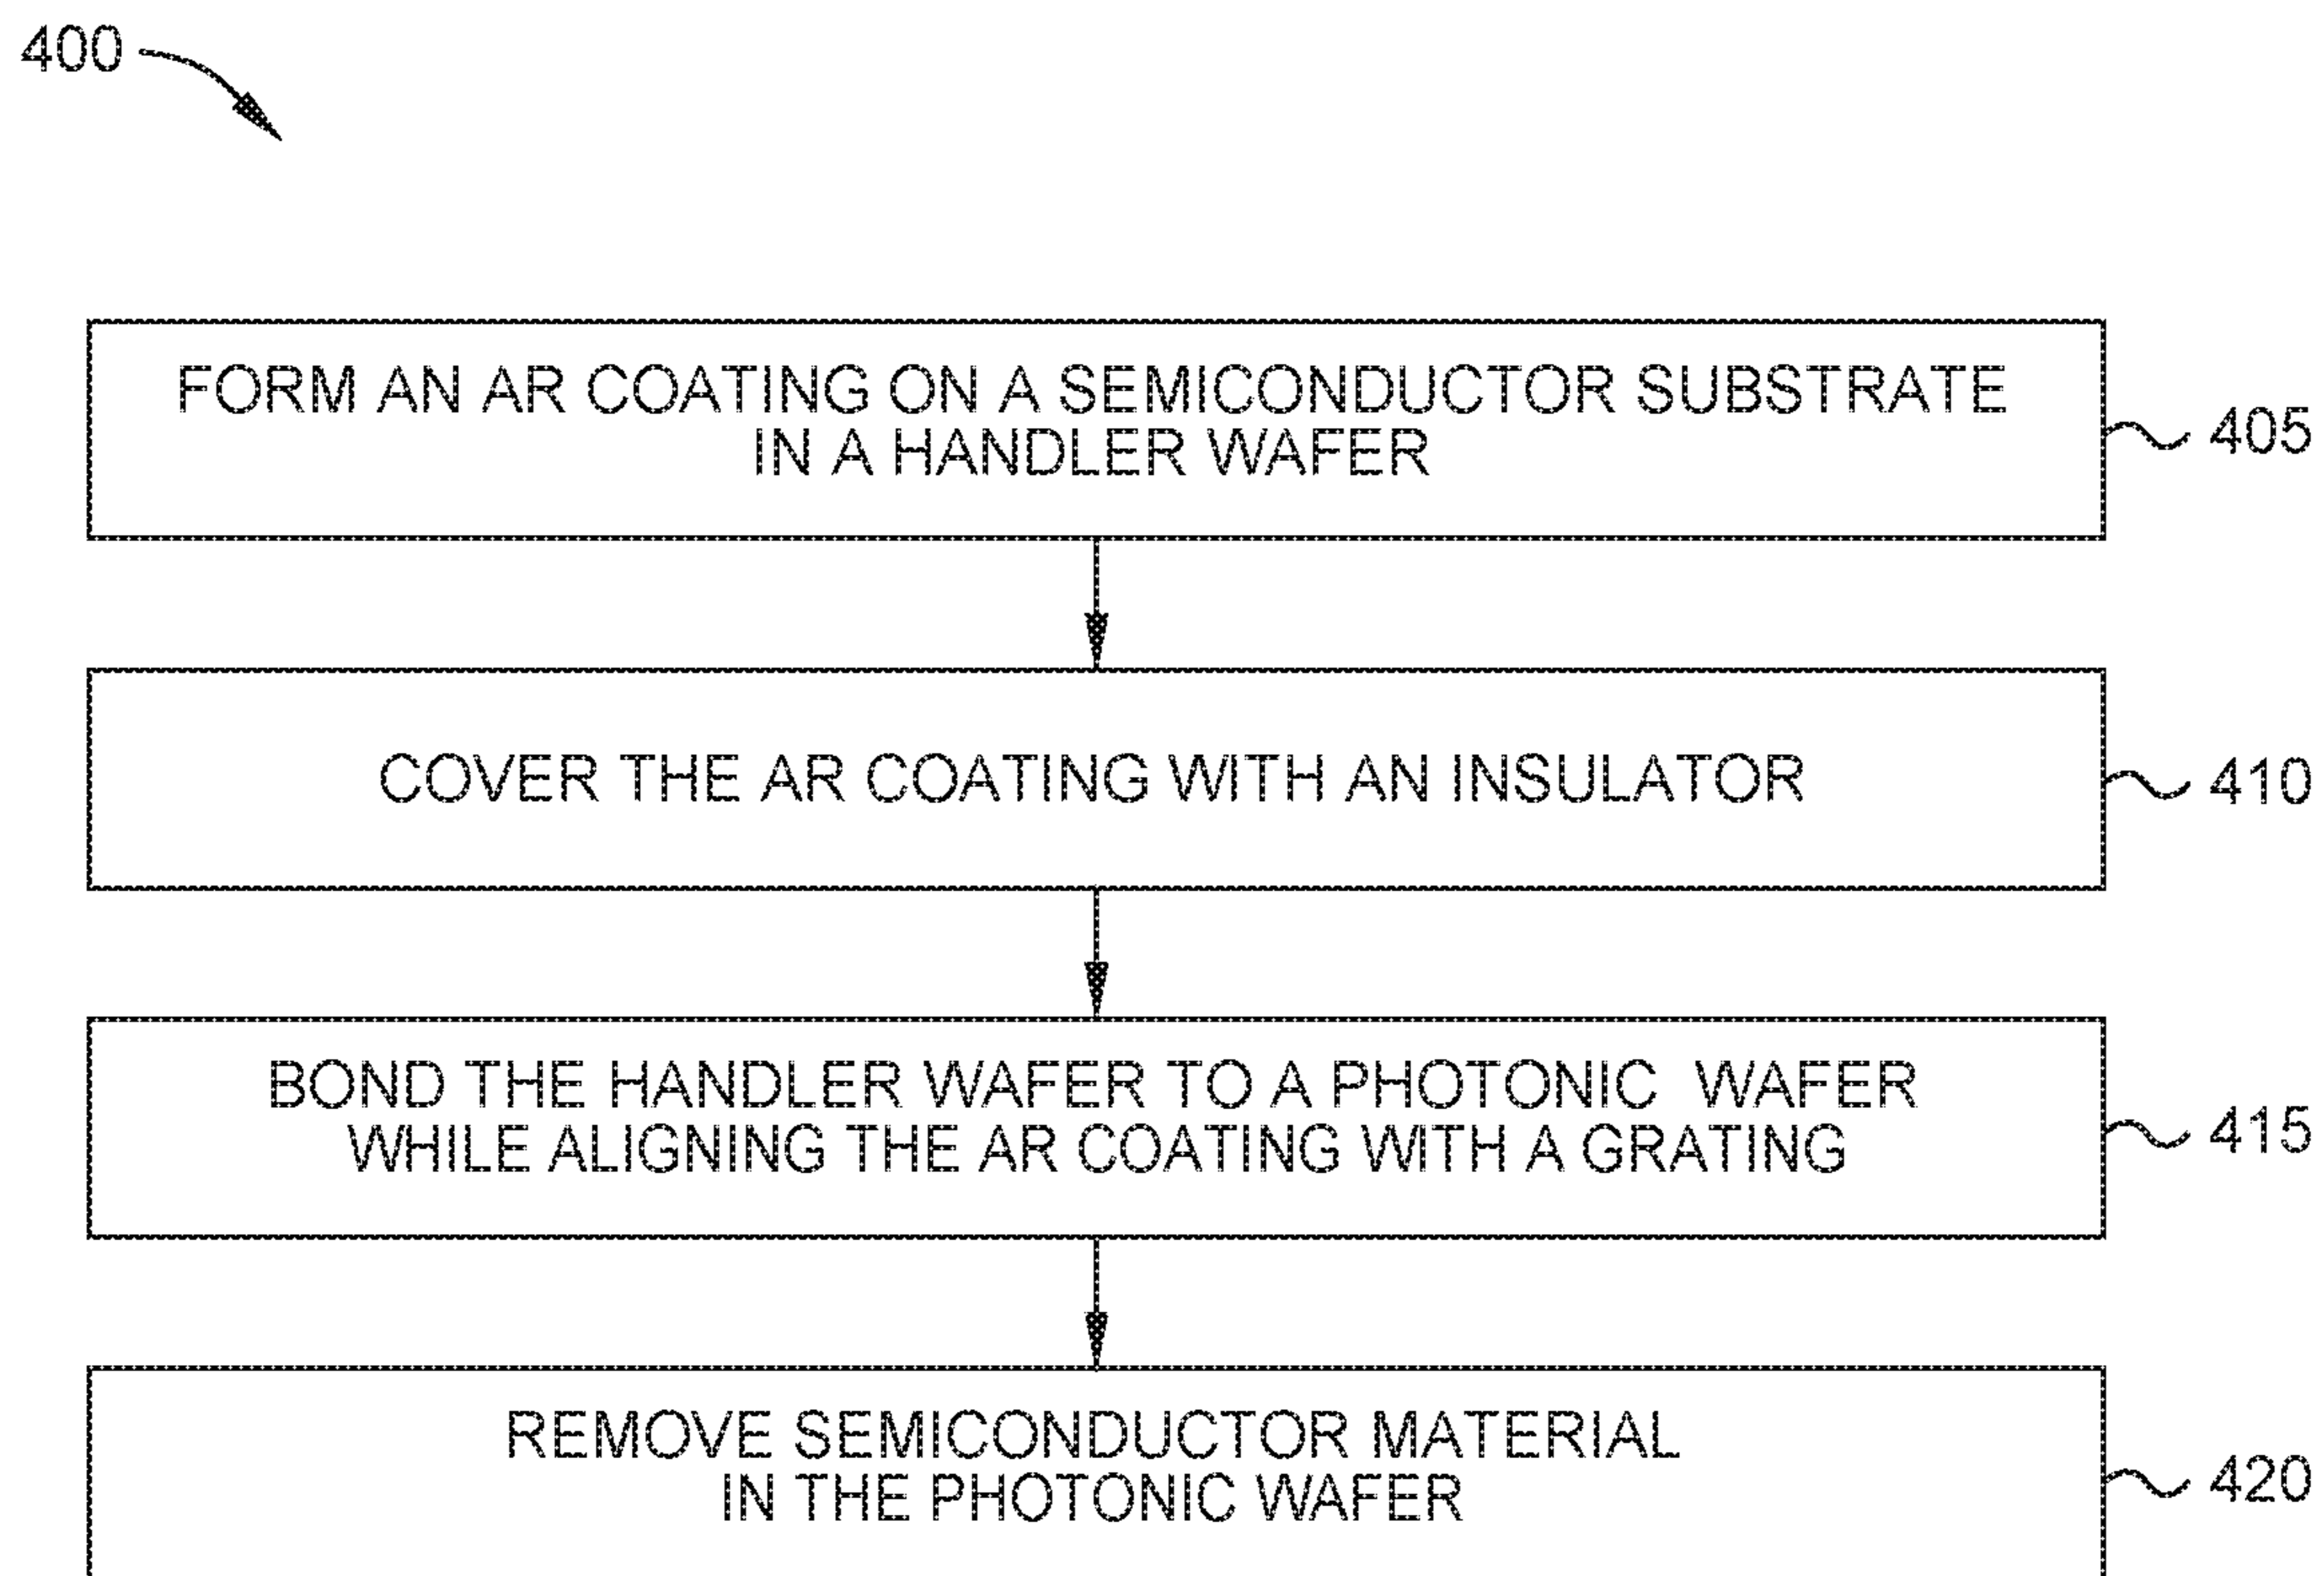 400
FORM AN AR COATING ON A SEMICONDUCTOR SUBSTRATE
IN A HANDLER WAFER
405
COVER THE AR COATING WITH AN INSULATOR
410
BOND THE HANDLER WAFER TO A PHOTONIC WAFER
WHILE ALIGNING THE AR COATING WITH A GRATING
415
REMOVE SEMICONDUCTOR MATERIAL
IN THE PHOTONIC WAFER
420